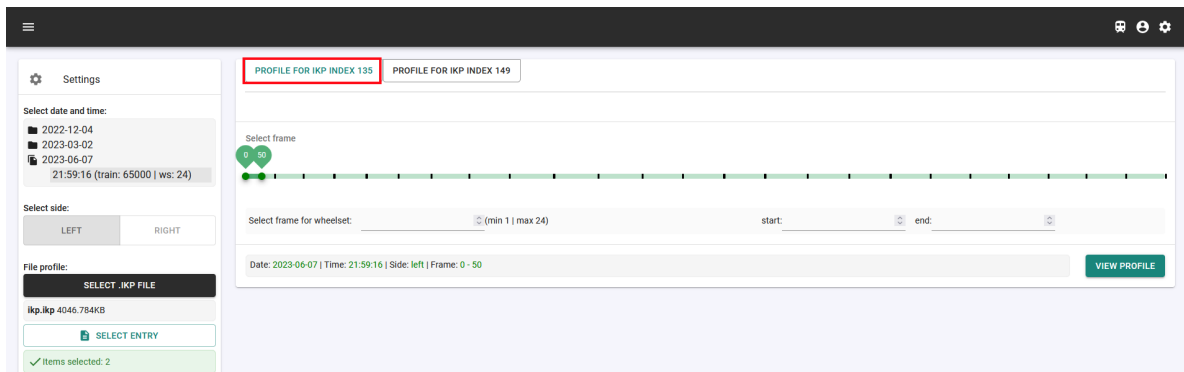 Settings
Select date and time:
2022-12-04
2023-03-02
2023-06-07
21:59:16 (train: 65000 | ws: 24)
Select side:
LEFT RIGHT
File profile:
SELECT .IKP FILE
ikp.ikp 4046.784KB
SELECT ENTRY
Items selected: 2
PROFILE FOR IKP INDEX 135 PROFILE FOR IKP INDEX 149
Select frame
0 50
Select frame for wheelset: (min 1 | max 24) start: end:
Date: 2023-06-07 | Time: 21:59:16 | Side: left | Frame: 0 - 50
VIEW PROFILE